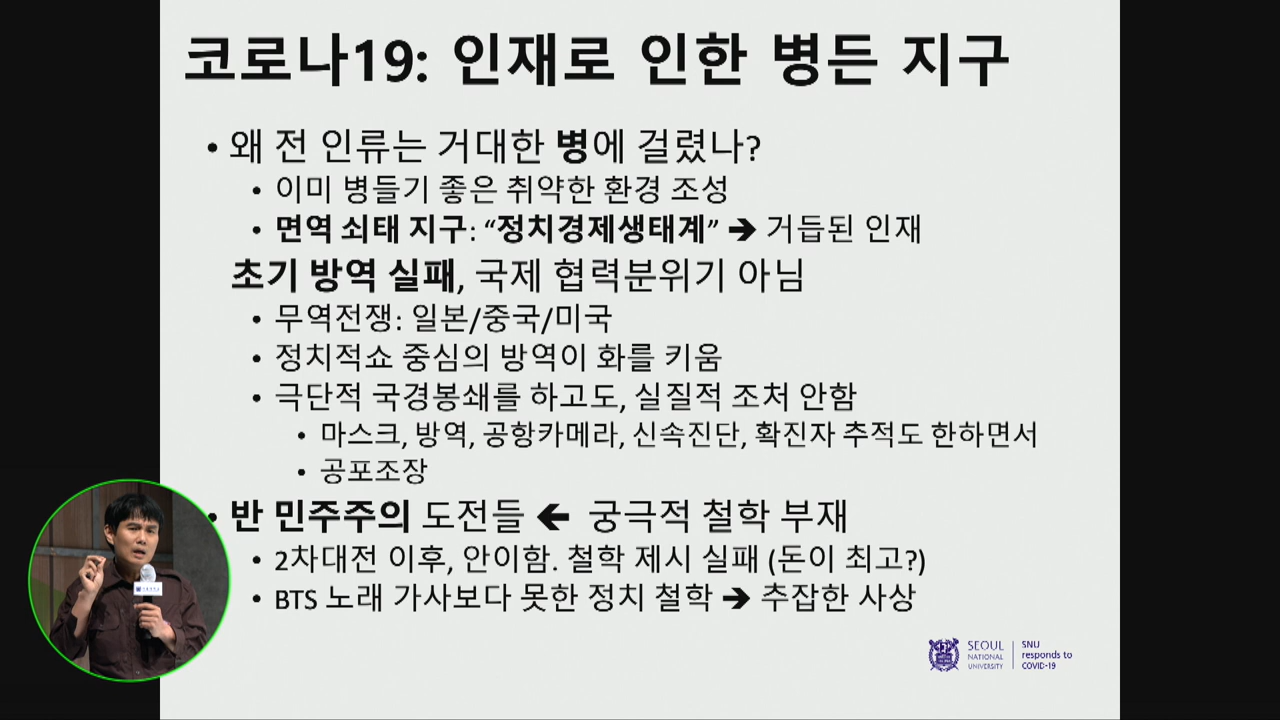 코로나19: 인재로 인한 병든 지구
• 왜 전 인류는 거대한 병에 걸렸나?
• 이미 병들기 좋은 취약한 환경 조성
• 면역 쇠태 지구: “정치경제생태계” ➔ 거듭된 인재
초기 방역 실패, 국제 협력분위기 아님
• 무역전쟁: 일본/중국/미국
• 정치적쇼 중심의 방역이 화를 키움
• 극단적 국경봉쇄를 하고도, 실질적 조처 안함
• 마스크, 방역, 공항카메라, 신속진단, 확진자 추적도 한하면서
• 공포조장
• 반 민주주의 도전들 🡸 궁극적 철학 부재
• 2차대전 이후, 안이함. 철학 제시 실패 (돈이 최고?)
• BTS 노래 가사보다 못한 정치 철학 ➔ 추잡한 사상
SEOUL
NATIONAL
UNIVERSITY
SNU
responds to
COVID-19